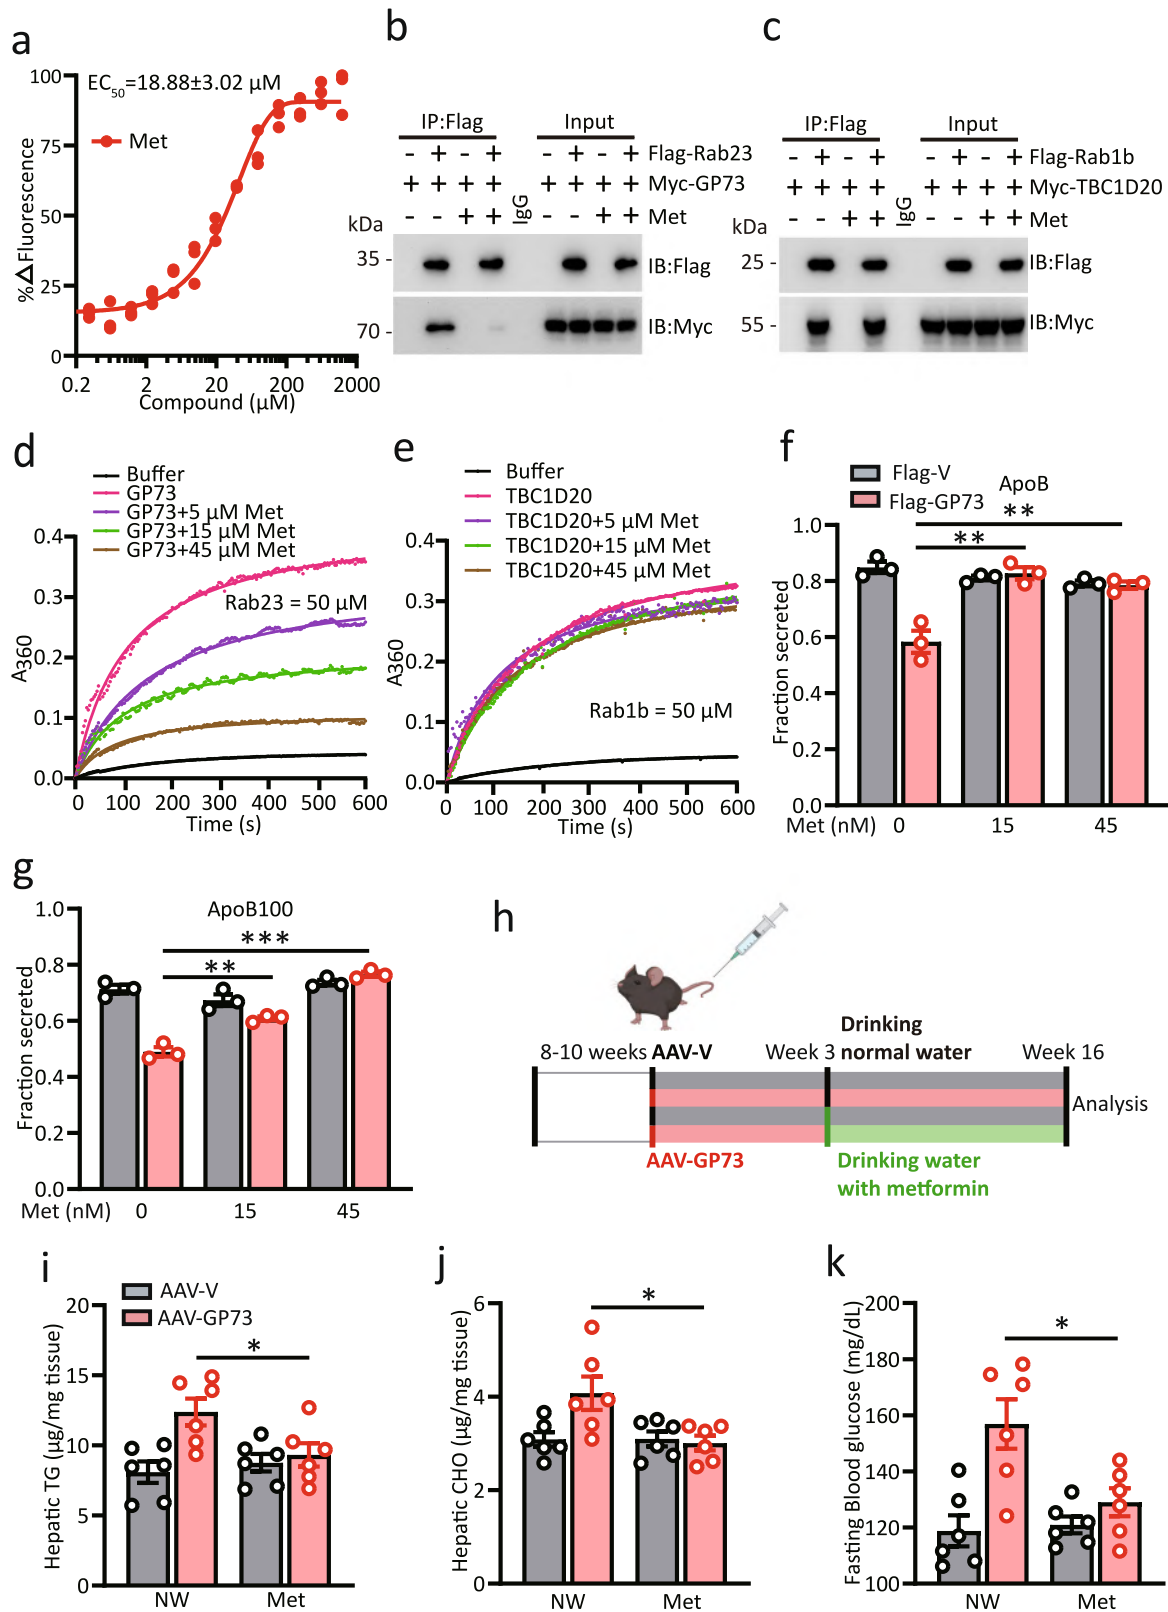 a
EC50=18.88±3.02 µM
Met
%ΔFluorescence
100
75
50
25
0
0.2 2 20 200 2000
Compound (µM)
b
IP:Flag Input
- + - + - + - + Flag-Rab23
+ + + + + + + + Myc-GP73
- - + + IgG - - + + Met
kDa
35 - IB:Flag
70 - IB:Myc
c
IP:Flag Input
- + - + - + - + Flag-Rab1b
+ + + + + + + + Myc-TBC1D20
- - + + IgG - - + + Met
kDa
25 - IB:Flag
55 - IB:Myc
d
Buffer
GP73
GP73+5 µM Met
GP73+15 µM Met
GP73+45 µM Met
Rab23 = 50 µM
A360
0.4
0.3
0.2
0.1
0.0
0 100 200 300 400 500 600
Time (s)
e
Buffer
TBC1D20
TBC1D20+5 µM Met
TBC1D20+15 µM Met
TBC1D20+45 µM Met
Rab1b = 50 µM
A360
0.4
0.3
0.2
0.1
0.0
0 100 200 300 400 500 600
Time (s)
f
Flag-V
Flag-GP73
ApoB
**
**
Fraction secreted
1.0
0.8
0.6
0.4
0.2
0.0
Met (nM) 0 15 45
g
ApoB100
***
**
Fraction secreted
1.0
0.8
0.6
0.4
0.2
0.0
Met (nM) 0 15 45
h
8-10 weeks AAV-V Week 3 Drinking normal water Week 16
Analysis
AAV-GP73
Drinking water
with metformin
i
AAV-V
AAV-GP73
*
Hepatic TG (µg/mg tissue)
20
15
10
5
0
NW Met
j
*
Hepatic CHO (µg/mg tissue)
6
4
2
0
NW Met
k
*
Fasting Blood glucose (mg/dL)
200
180
160
140
120
100
NW Met